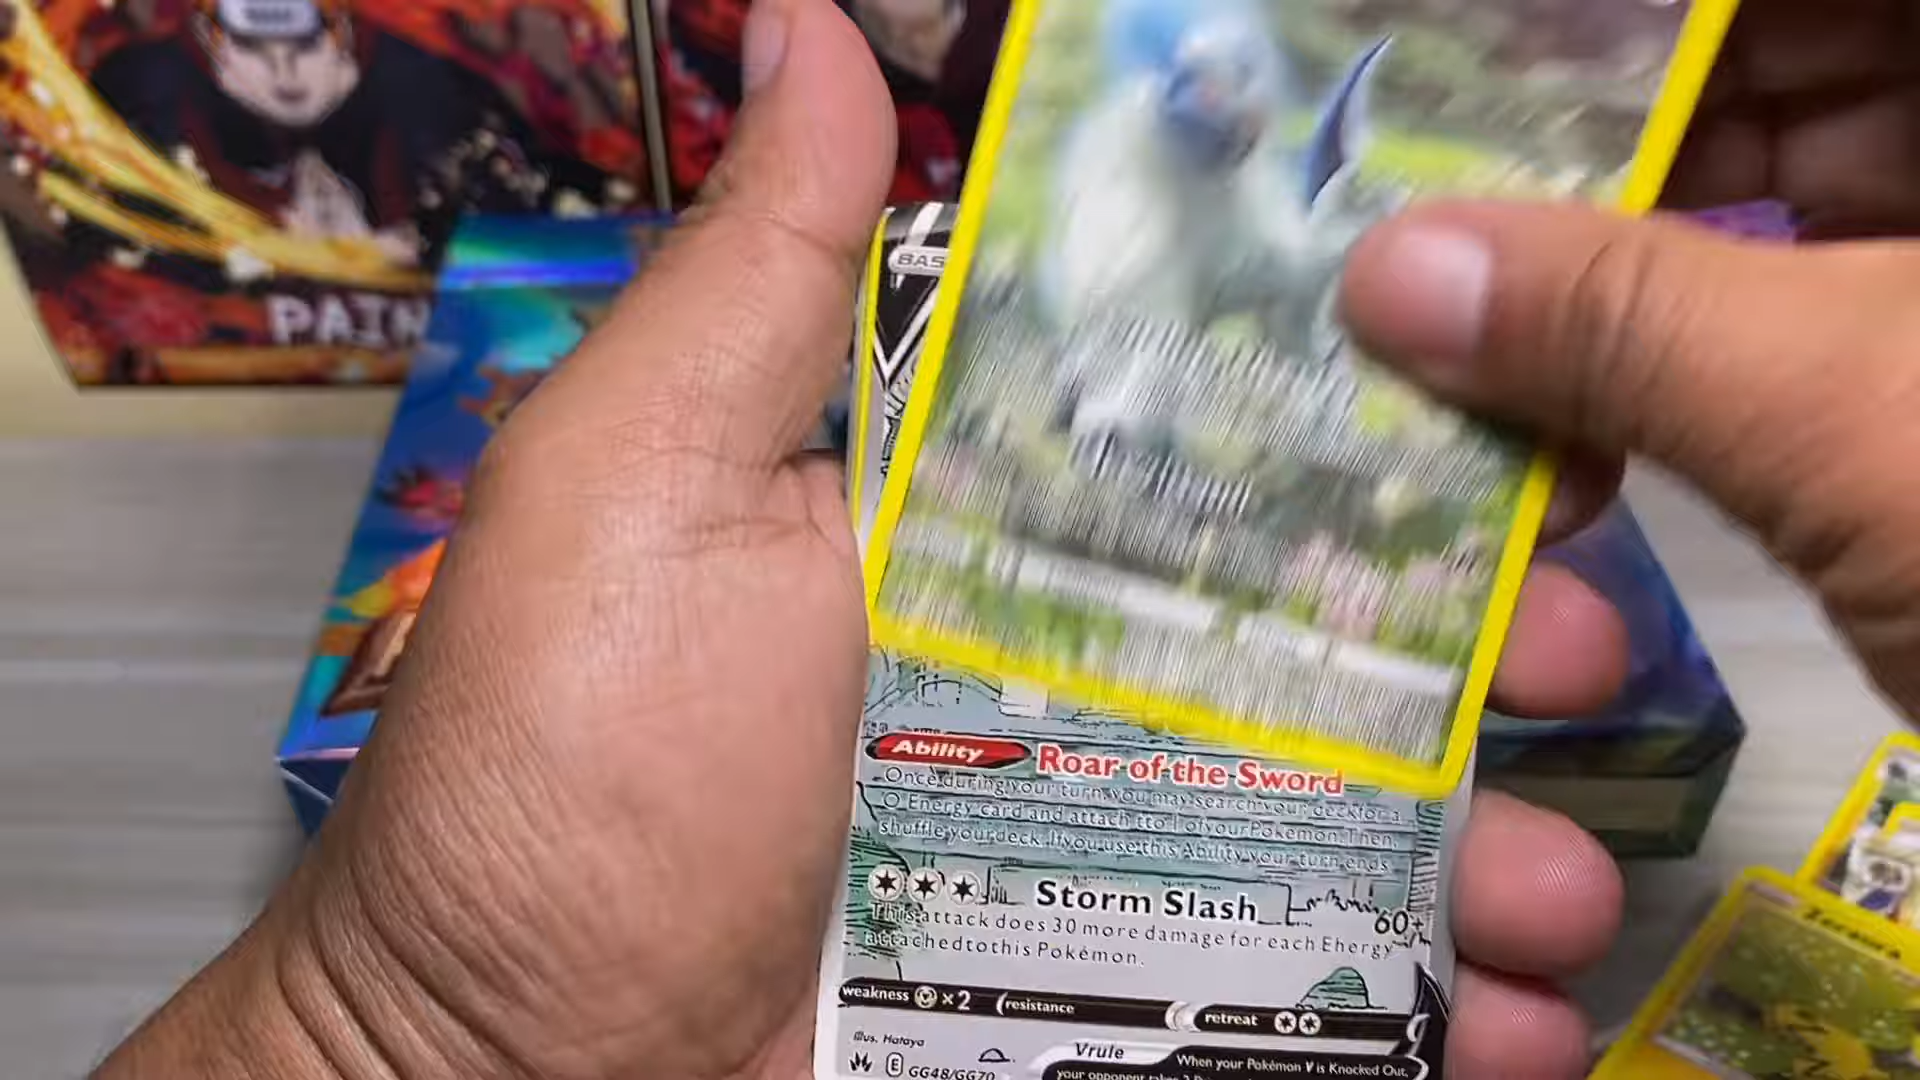 PAIN
BAS
Ability Roar of the Sword
Once during your turn, you may search your deck for a
Energy card and attach it to 1 of your Pokémon. Then,
shuffle your deck. If you use this Ability, your turn ends.
Storm Slash 60+
This attack does 30 more damage for each Energy
attached to this Pokémon.
weakness ×2 resistance retreat
Illus. Hataya
E GG48/GG70
V rule When your Pokémon V is Knocked Out,
your opponent takes 2